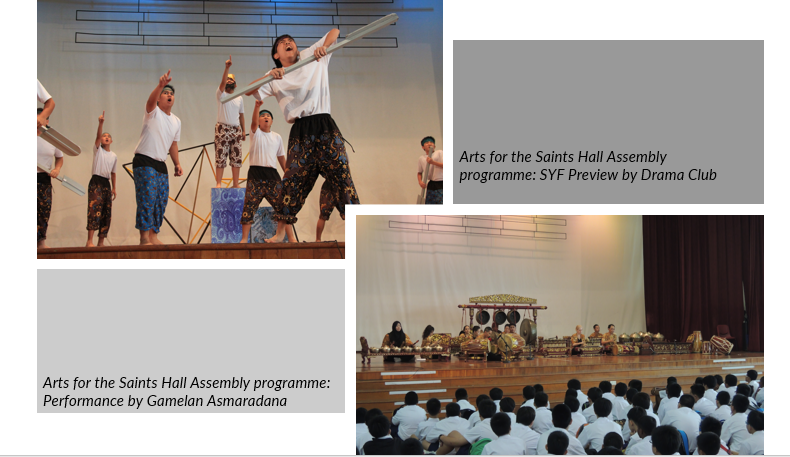 Arts for the Saints Hall Assembly
programme: SYF Preview by Drama Club
Arts for the Saints Hall Assembly programme:
Performance by Gamelan Asmaradana